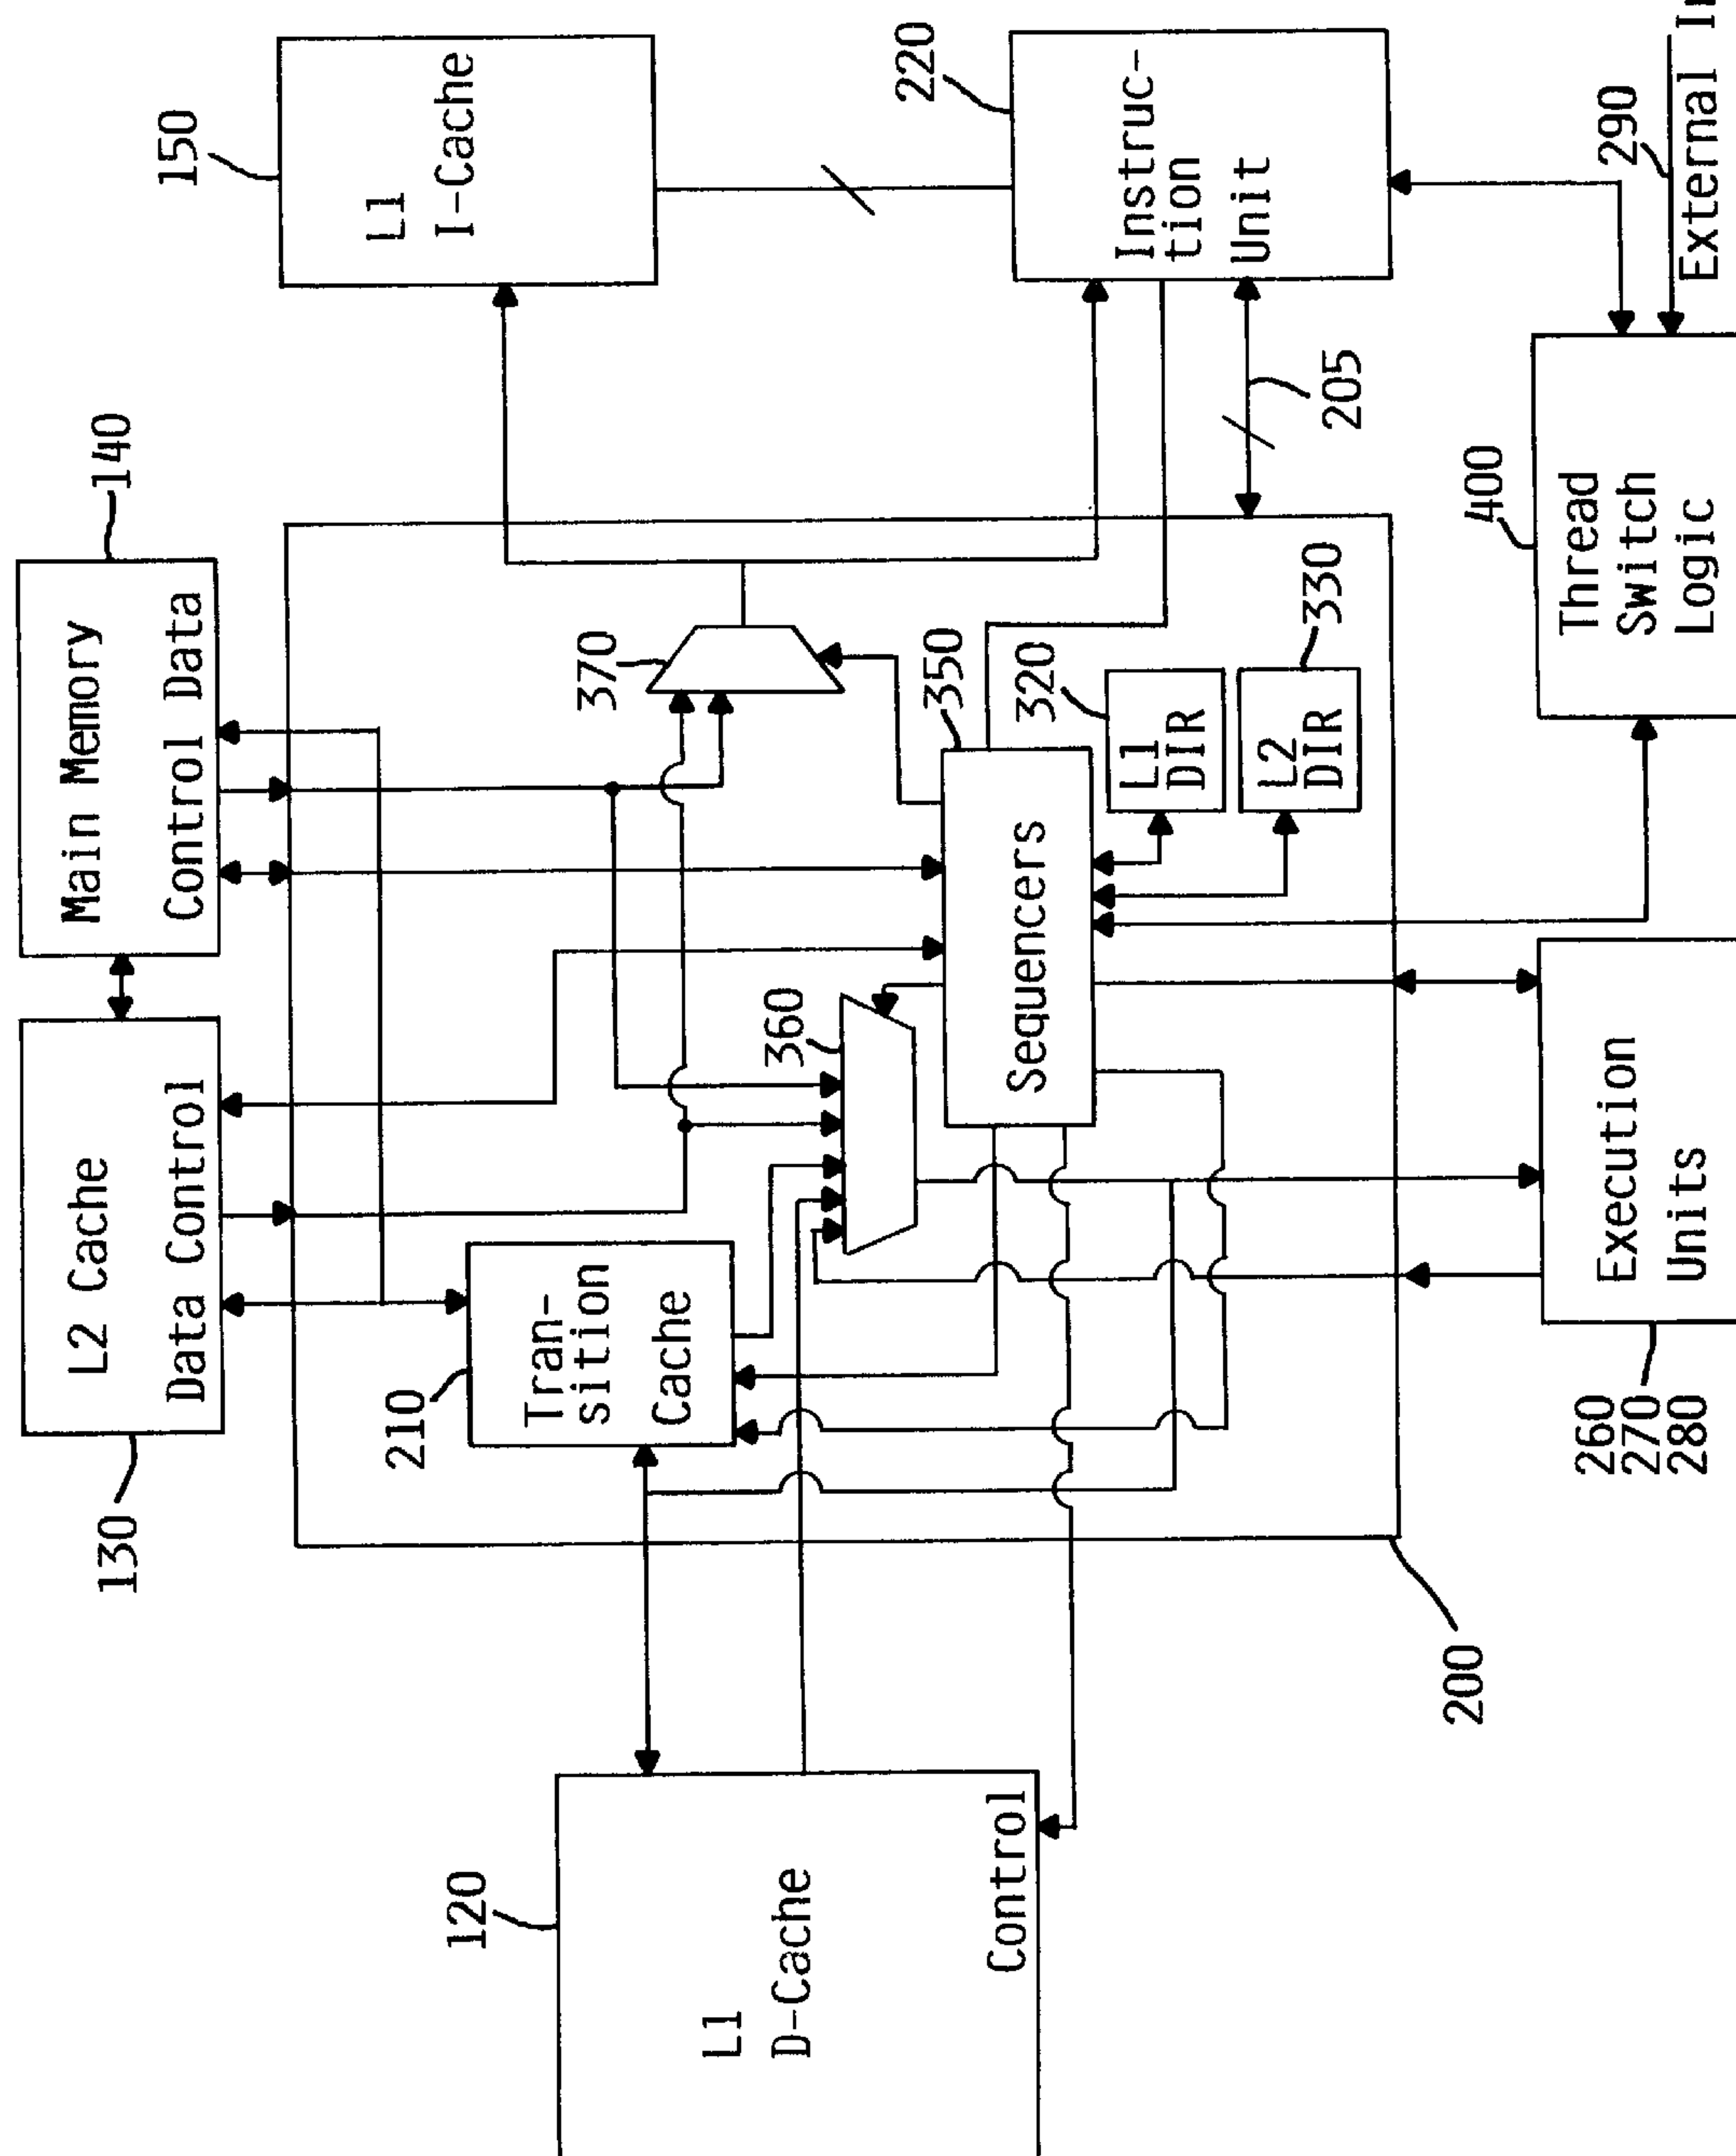 130
L2 Cache
Data Control
140
Main Memory
Control Data
150
L1
I-Cache
210
Tran-
sition
Cache
360
370
350
Sequencers
320
L1
DIR
L2
DIR
330
220
Instruc-
tion
Unit
205
120
L1
D-Cache
Control
200
260
270
280
Execution
Units
400
Thread
Switch
Logic
290
External